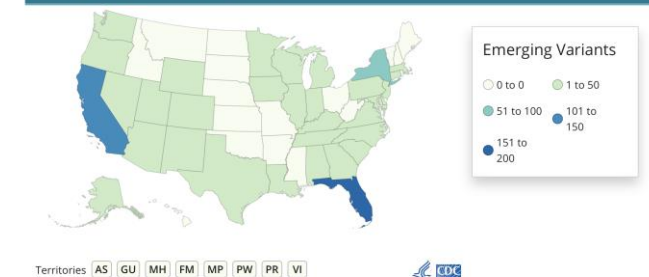 Emerging Variants
0 to 0
1 to 50
51 to 100
101 to
150
151 to
200
Territories AS GU MH FM MP PW PR VI
CDC